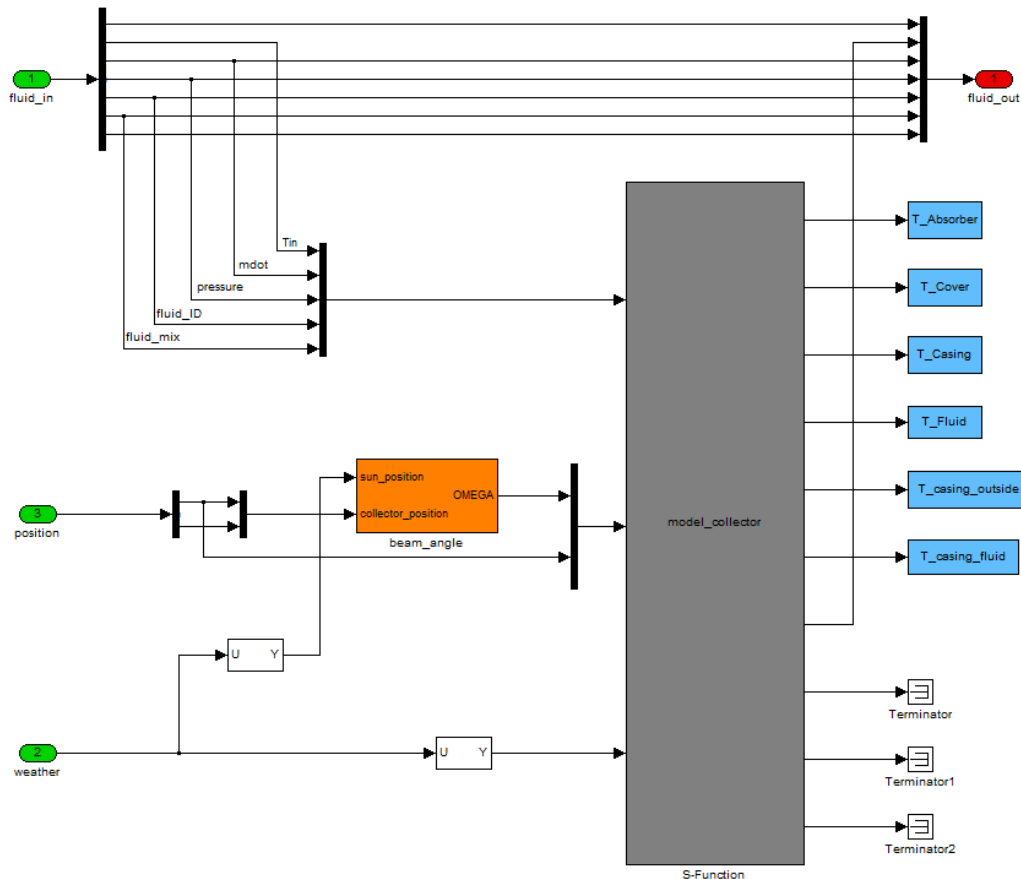 1
fluid_in
1
fluid_out
Tin
mdot
pressure
fluid_ID
fluid_mix
T_Absorber
T_Cover
T_Casing
T_Fluid
T_casing_outside
T_casing_fluid
3
position
sun_position
OMEGA
collector_position
beam_angle
model_collector
U Y
2
weather
U Y
Terminator
Terminator1
Terminator2
S-Function